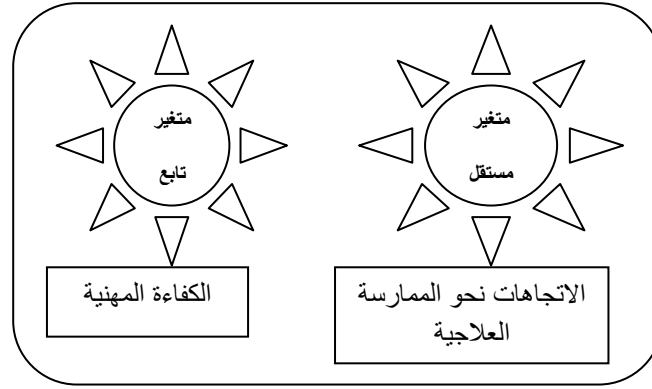 متغير
مستقل
الاتجاهات نحو الممارسة
العلاجية
متغير
تابع
الكفاءة المهنية